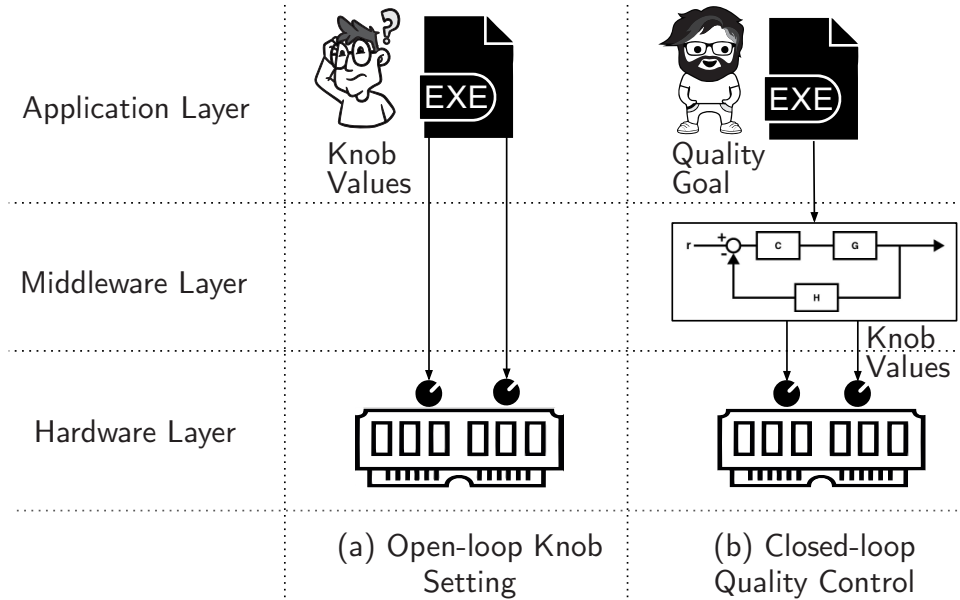 Application Layer
?
EXE
Knob
Values
EXE
Quality
Goal
Middleware Layer
r
+
-
C
G
H
Knob
Values
Hardware Layer
(a) Open-loop Knob
Setting
(b) Closed-loop
Quality Control